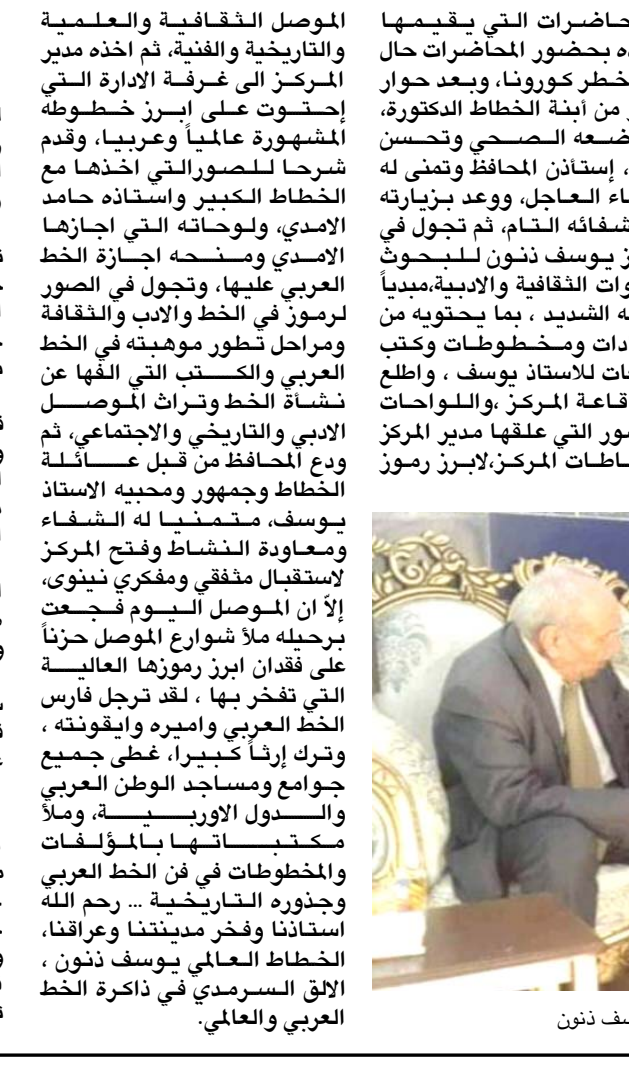 حاضرات التي يقيمها
ه بحضور المحاضرات حال
خطر كورونا، وبعد حوار
من أبنة الخطاط الدكتورة،
ضعه الصحي وتحسن
، إستأذن المحافظ وتمنى له
اء العاجل، ووعد بزيارته
شفائه التام، ثم تجول في
ز يوسف ذنون للبحوث
وات الثقافية والادبية،مبدياً
ه الشديد ، بما يحتويه من
دات ومخطوطات وكتب
ات للاستاذ يوسف ، واطلع
قاعة المركز ،واللواحات
ور التي علقها مدير المركز
اطات المركز،لابرز رموز
سف ذنون
الموصل الثقافية والعلمية
والتاريخية والفنية، ثم اخذه مدير
المركز الى غرفة الادارة التي
إحتوت على ابرز خطوطه
المشهورة عالمياً وعربيا، وقدم
شرحا للصورالتي اخذها مع
الخطاط الكبير واستاذه حامد
الامدي، ولوحاته التي اجازها
الامدي ومنحه اجازة الخط
العربي عليها، وتجول في الصور
لرموز في الخط والادب والثقافة
ومراحل تطور موهبته في الخط
العربي والكتب التي الفها عن
نشأة الخط وتراث الموصل
الادبي والتاريخي والاجتماعي، ثم
ودع المحافظ من قبل عائلة
الخطاط وجمهور ومحبيه الاستاذ
يوسف، متمنيا له الشفاء
ومعاودة النشاط وفتح المركز
لاستقبال مثفقي ومفكري نينوى،
إلاّ ان الموصل اليوم فجعت
برحيله ملأ شوارع الموصل حزناً
على فقدان ابرز رموزها العالية
التي تفخر بها ، لقد ترجل فارس
الخط العربي واميره وايقونته ،
وترك إرثاً كبيرا، غطى جميع
جوامع ومساجد الوطن العربي
والدول الاوربية، وملأ
مكتباتها بالمؤلفات
والمخطوطات في فن الخط العربي
وجذوره التاريخية ... رحم الله
استاذنا وفخر مدينتنا وعراقنا،
الخطاط العالمي يوسف ذنون ،
الالق السرمدي في ذاكرة الخط
العربي والعالمي.